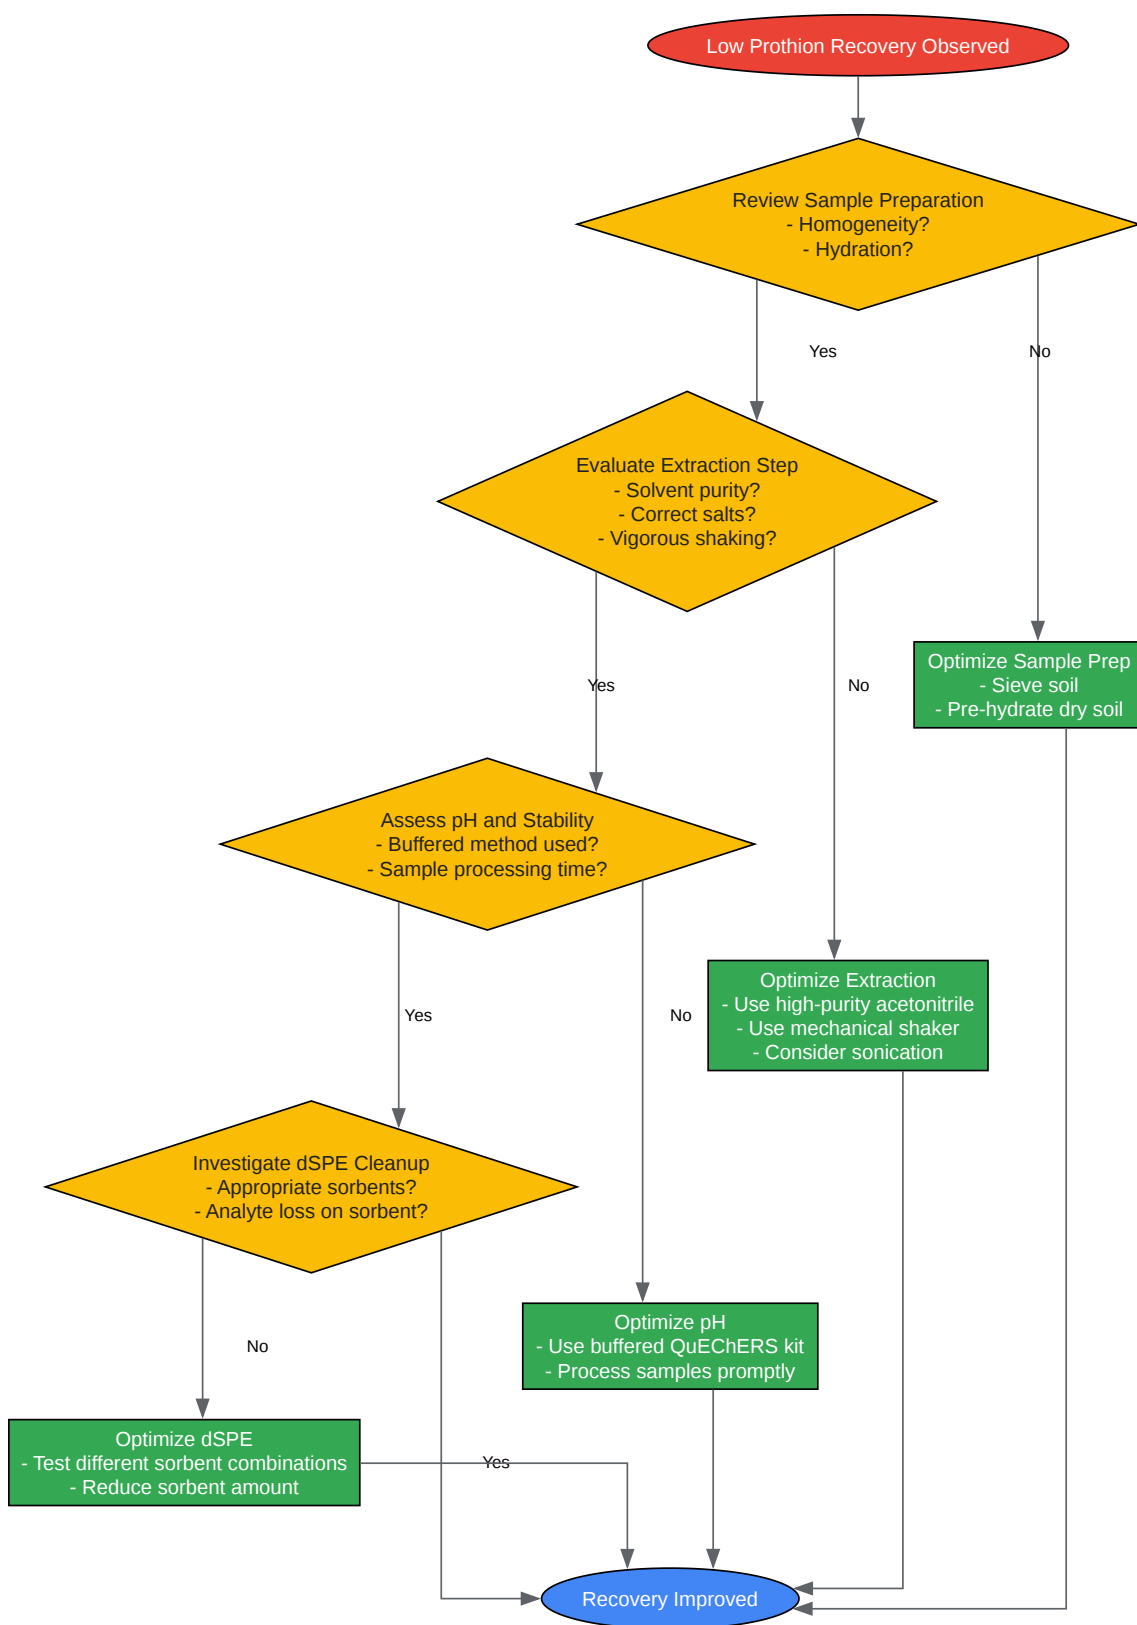 Low Prothion Recovery Observed
Review Sample Preparation
- Homogeneity?
- Hydration?
Yes
No
Evaluate Extraction Step
- Solvent purity?
- Correct salts?
- Vigorous shaking?
Yes
No
Optimize Sample Prep
- Sieve soil
- Pre-hydrate dry soil
Assess pH and Stability
- Buffered method used?
- Sample processing time?
Yes
No
Optimize Extraction
- Use high-purity acetonitrile
- Use mechanical shaker
- Consider sonication
Investigate dSPE Cleanup
- Appropriate sorbents?
- Analyte loss on sorbent?
No
Optimize pH
- Use buffered QuEChERS kit
- Process samples promptly
Optimize dSPE
- Test different sorbent combinations
- Reduce sorbent amount
Yes
Recovery Improved